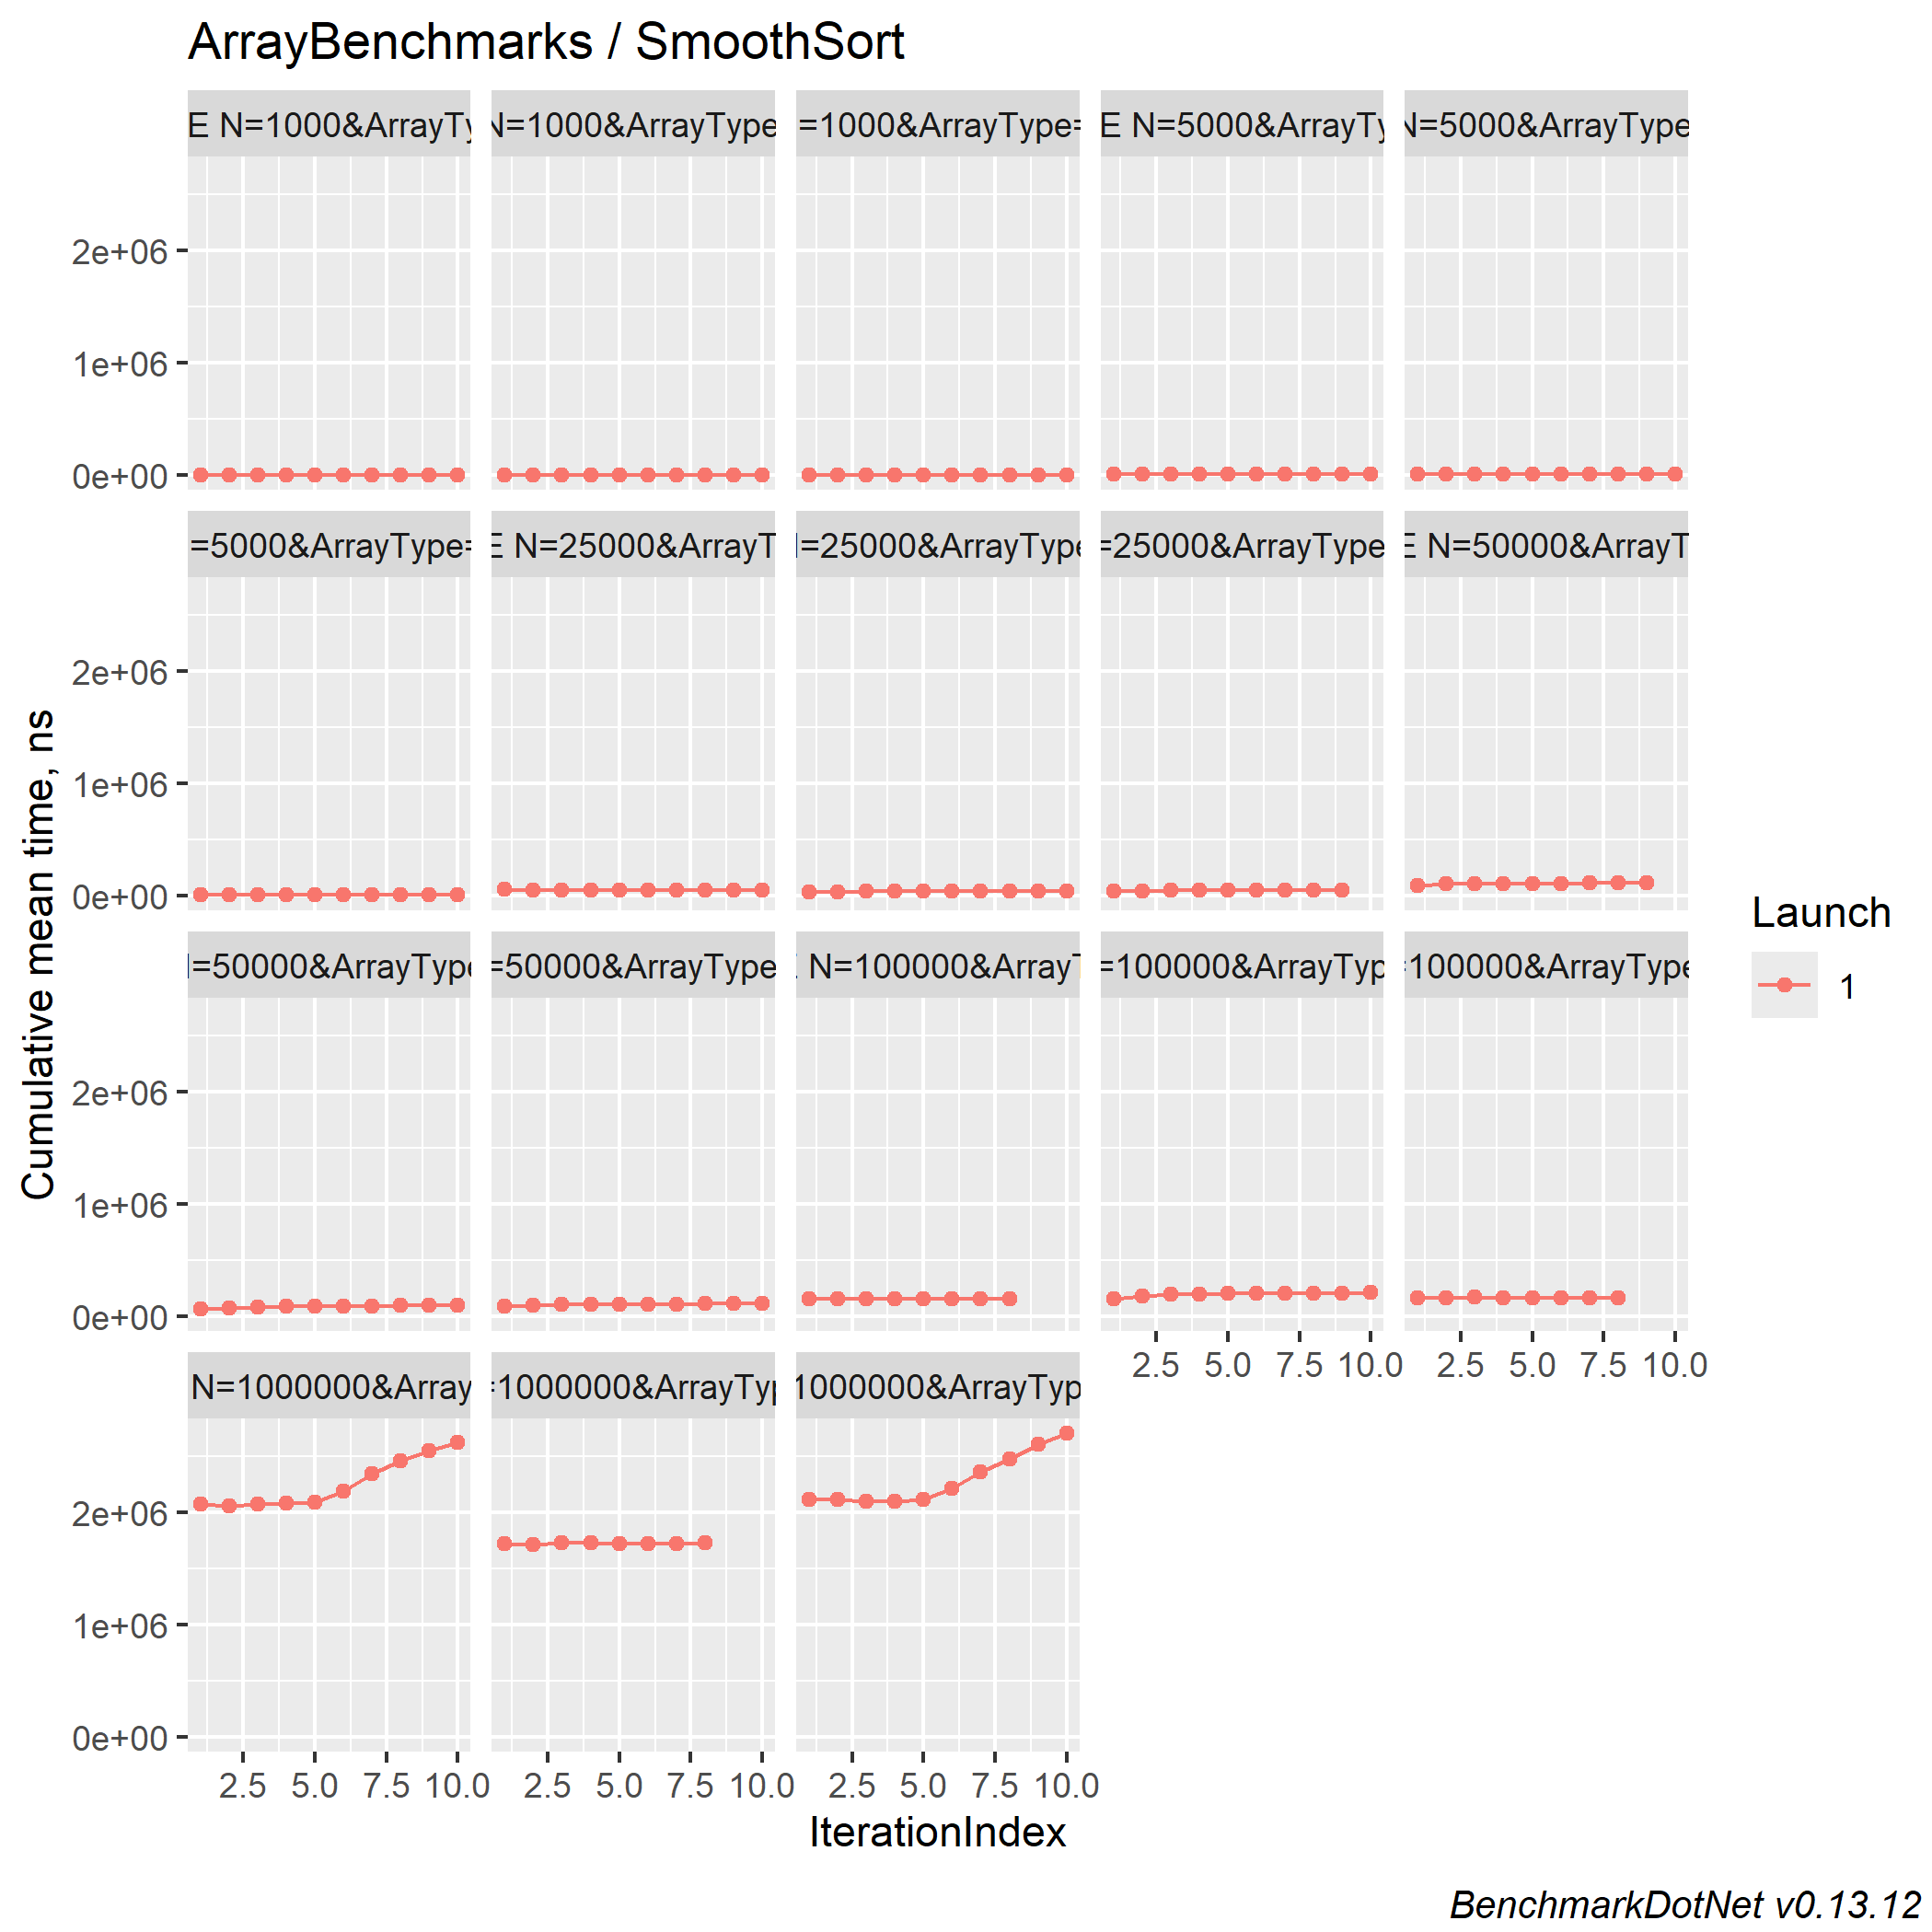 ArrayBenchmarks / SmoothSort
E N=1000&ArrayTy N=1000&ArrayType =1000&ArrayType= E N=5000&ArrayTy N=5000&ArrayType
2e+06
1e+06
0e+00
=5000&ArrayType= E N=25000&ArrayT =25000&ArrayType =25000&ArrayType E N=50000&ArrayT
2e+06
1e+06
0e+00
=50000&ArrayType =50000&ArrayType N=100000&ArrayT =100000&ArrayTyp =100000&ArrayType
2e+06
1e+06
0e+00
2.5 5.0 7.5 10.0 2.5 5.0 7.5 10.0
N=1000000&Array =1000000&ArrayTyp 1000000&ArrayType
2e+06
1e+06
0e+00
2.5 5.0 7.5 10.0 2.5 5.0 7.5 10.0 2.5 5.0 7.5 10.0
IterationIndex
Cumulative mean time, ns
Launch
1
BenchmarkDotNet v0.13.12